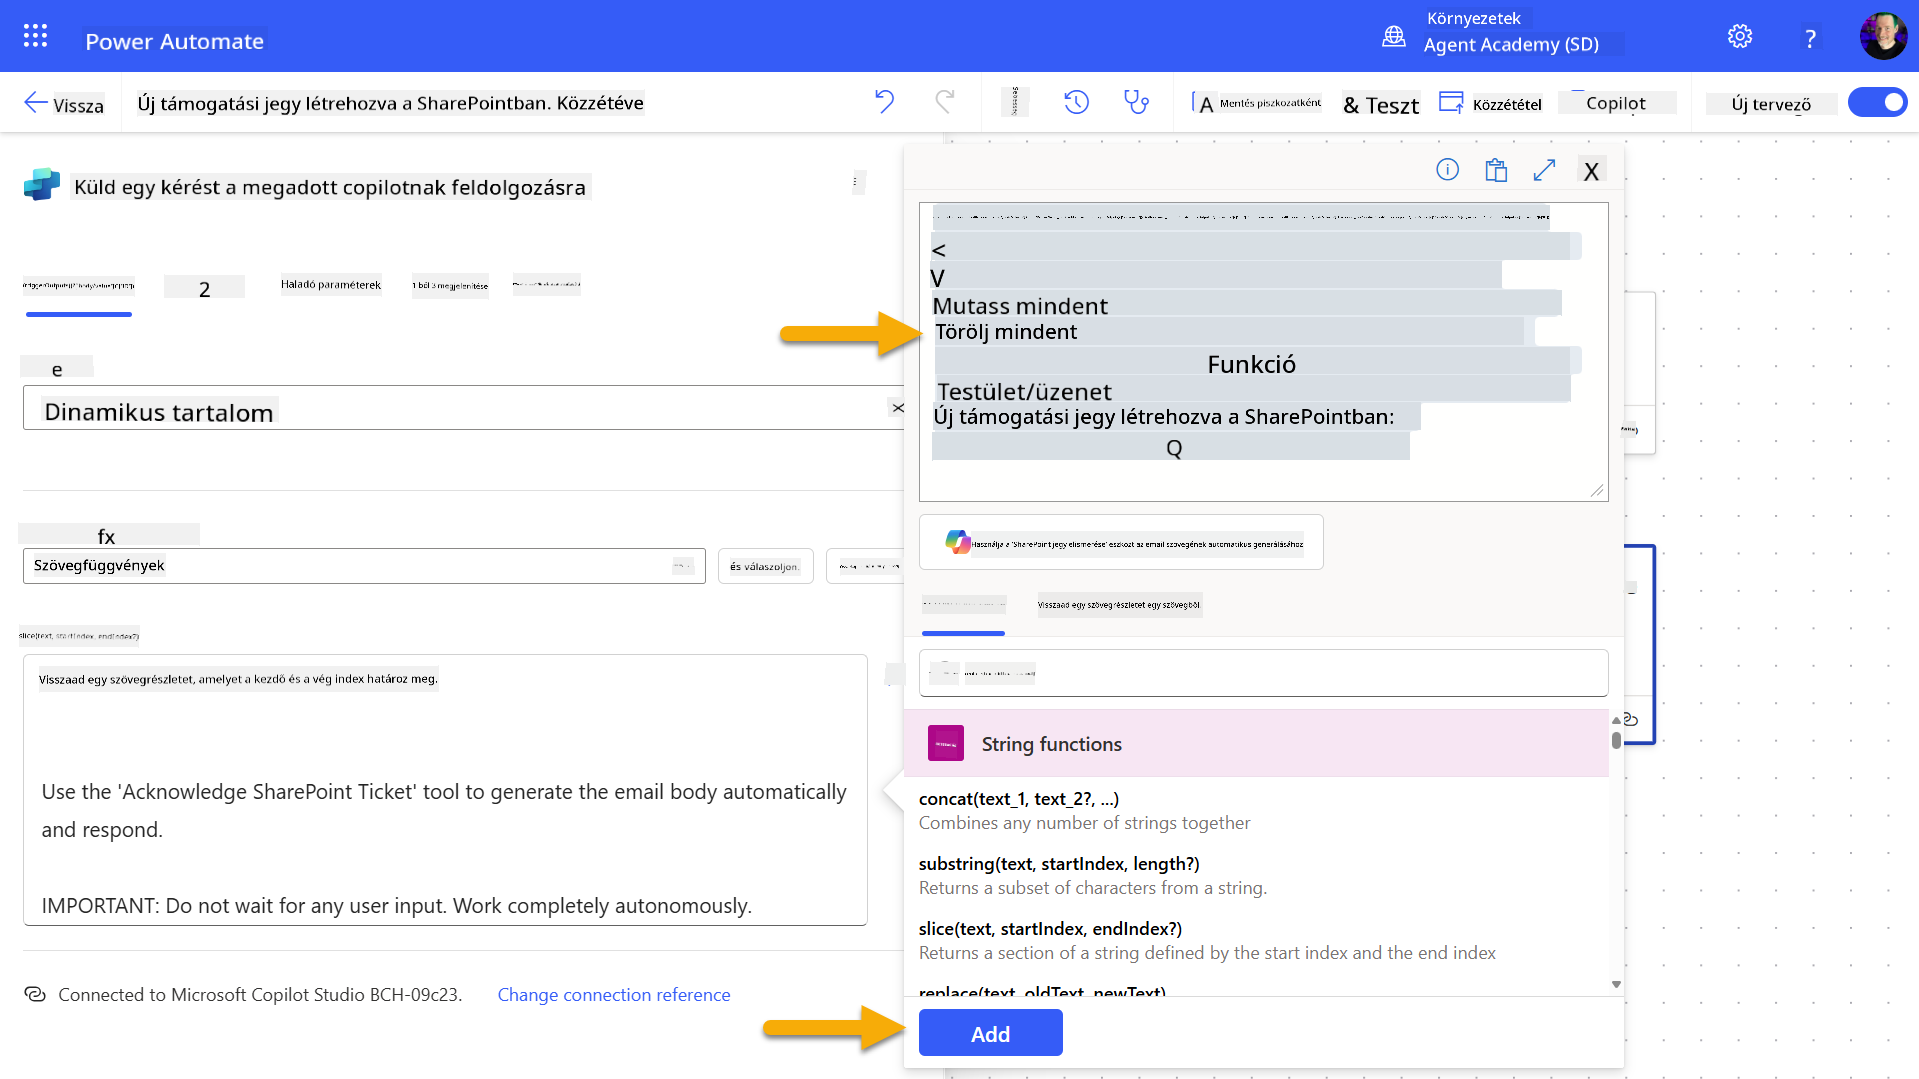 Power Automate
Környezetek
Agent Academy (SD)
?
Vissza
Új támogatási jegy létrehozva a SharePointban. Közzétéve
A Mentés piszkozatként
& Teszt
Közzététel
Copilot
Új tervező
Küld egy kérést a megadott copilotnak feldolgozásra
2
Haladó paraméterek
1 ból 3 megjelenítése
e
Dinamikus tartalom
fx
Szövegfüggvények
és válaszoljon.
slice(text, startIndex, endIndex?)
Visszaad egy szövegrészletet, amelyet a kezdő és a vég index határoz meg.
Use the 'Acknowledge SharePoint Ticket' tool to generate the email body automatically
and respond.
IMPORTANT: Do not wait for any user input. Work completely autonomously.
Connected to Microsoft Copilot Studio BCH-09c23.
Change connection reference
X
<
V
Mutass mindent
Törölj mindent
Funkció
Testület/üzenet
Új támogatási jegy létrehozva a SharePointban:
Q
Használja a 'SharePoint jegy elismerése' eszközt az email szövegének automatikus generálásához
Visszaad egy szövegrészletet egy szövegből.
String functions
concat(text_1, text_2?, ...)
Combines any number of strings together
substring(text, startIndex, length?)
Returns a subset of characters from a string.
slice(text, startIndex, endIndex?)
Returns a section of a string defined by the start index and the end index
replace(text, oldText, newText)
Add